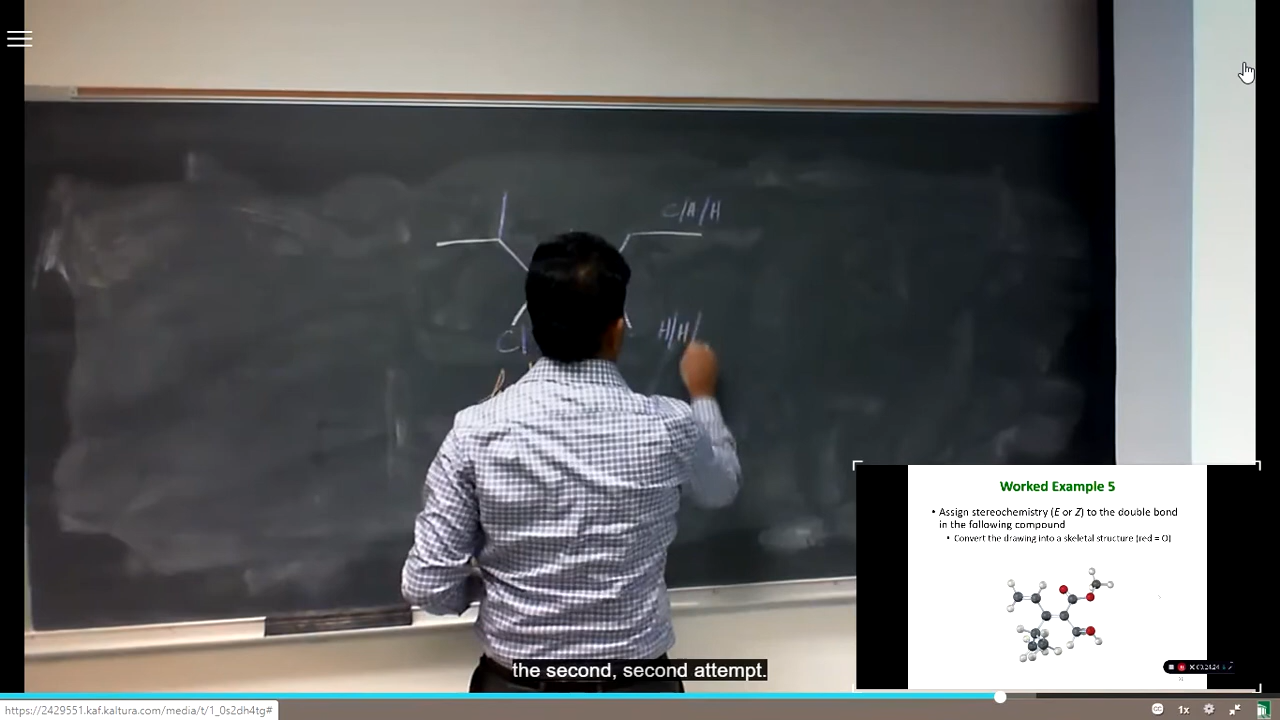 C/H/H
H/H/
Cl
the second, second attempt.
Worked Example 5
• Assign stereochemistry (E or Z) to the double bond
in the following compound
• Convert the drawing into a skeletal structure (red = O)
1x
https://2429551.kaf.kaltura.com/media/t/1_0s2dh4tg#